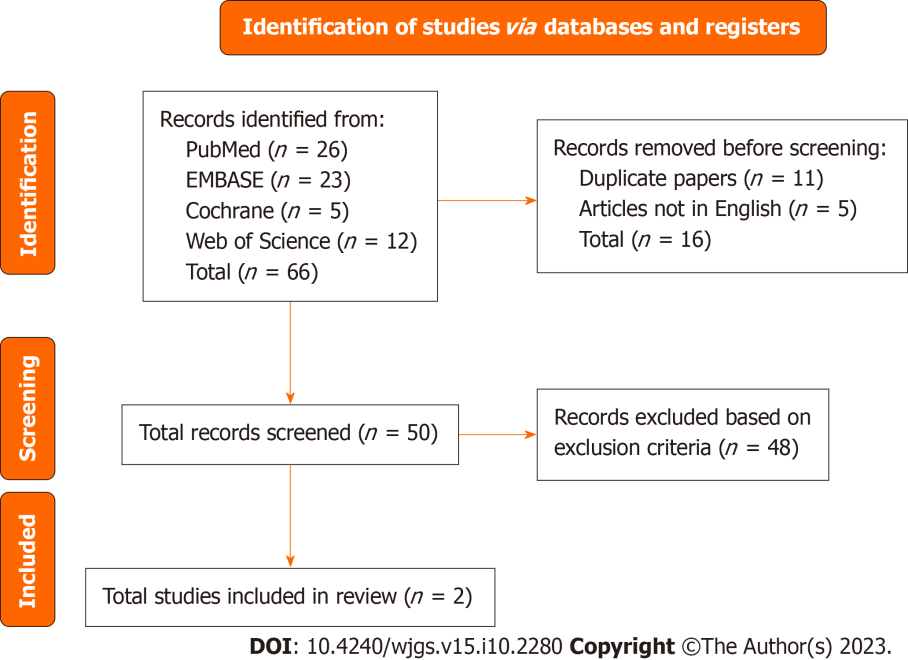 Identification of studies via databases and registers
Identification
Records identified from:
PubMed (n = 26)
EMBASE (n = 23)
Cochrane (n = 5)
Web of Science (n = 12)
Total (n = 66)
Records removed before screening:
Duplicate papers (n = 11)
Articles not in English (n = 5)
Total (n = 16)
Screening
Total records screened (n = 50)
Records excluded based on
exclusion criteria (n = 48)
Included
Total studies included in review (n = 2)
DOI: 10.4240/wjgs.v15.i10.2280 Copyright ©The Author(s) 2023.